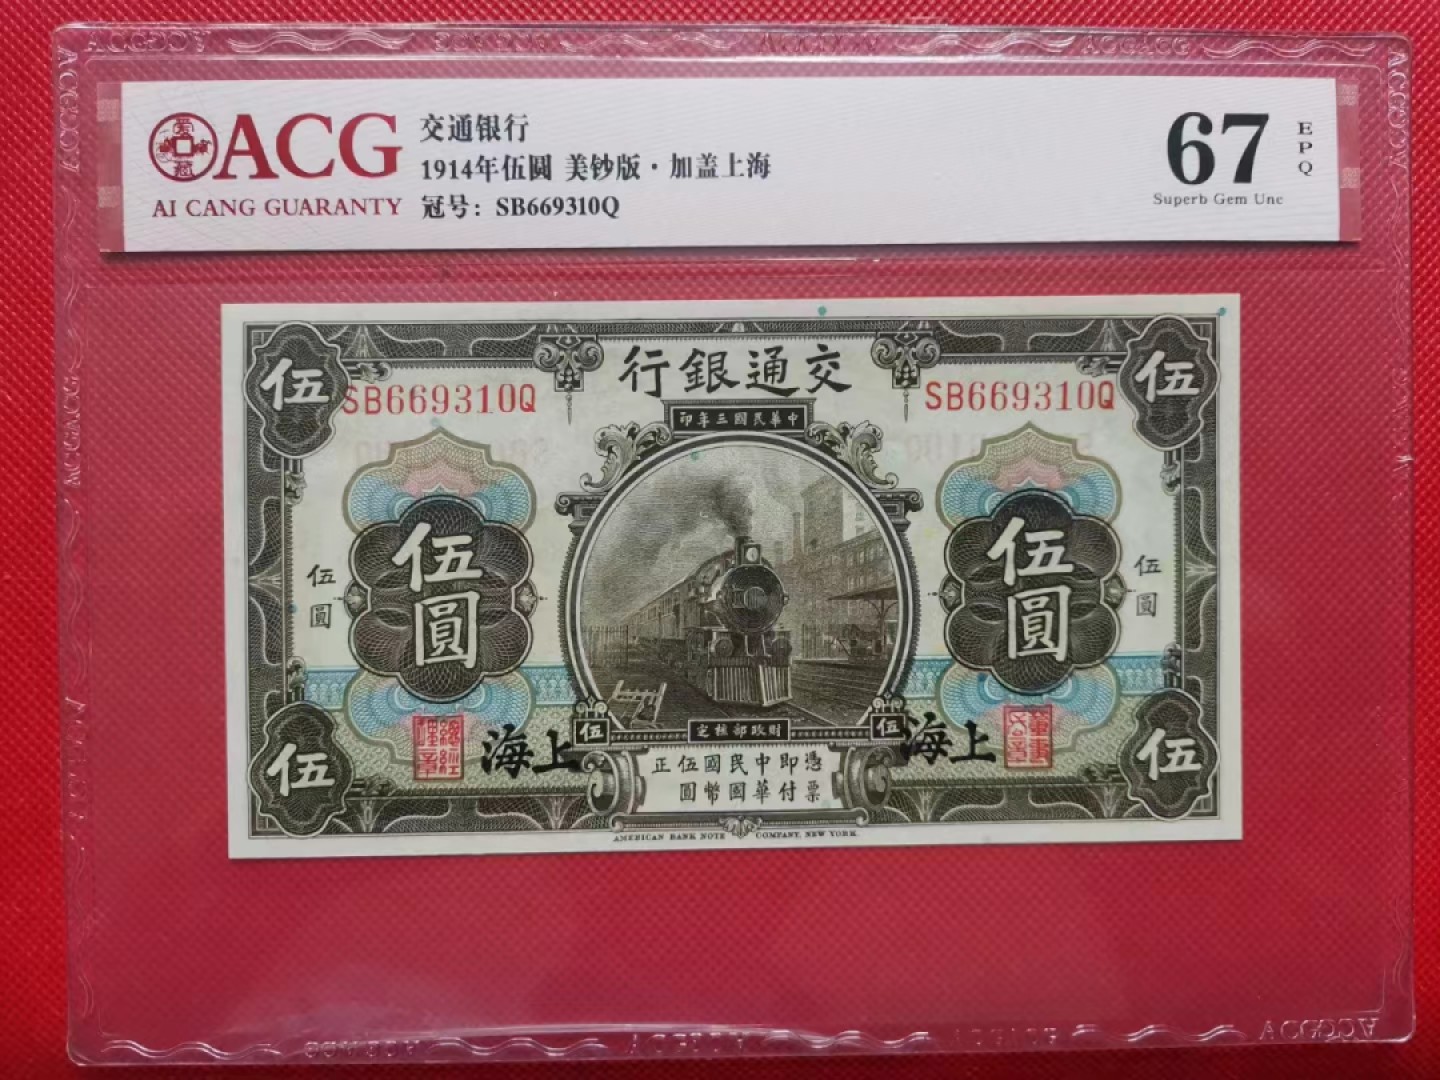 ACG
AI CANG GUARANTY
交通银行
1914年伍圆 美钞版·加盖上海
冠号: SB669310Q
67
EPQ
Superb Gem Unc
行銀通交
印年三國民華中
伍
伍
SB669310Q
SB669310Q
伍圓
伍圓
伍圓
伍圓
定核部政財
伍
伍
海上
海上
正伍國民中即憑
圓幣國華付票
伍
伍
AMERICAN BANK NOTE COMPANY, NEW YORK.